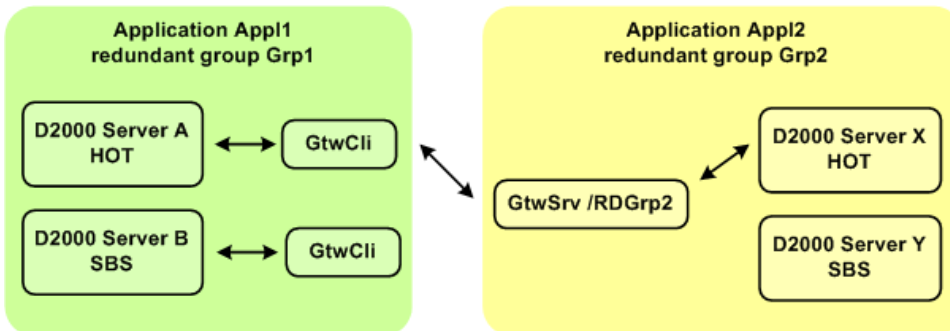 Application Appl1
redundant group Grp1
D2000 Server A
HOT
GtwCli
D2000 Server B
SBS
GtwCli
Application Appl2
redundant group Grp2
GtwSrv /RDGrp2
D2000 Server X
HOT
D2000 Server Y
SBS